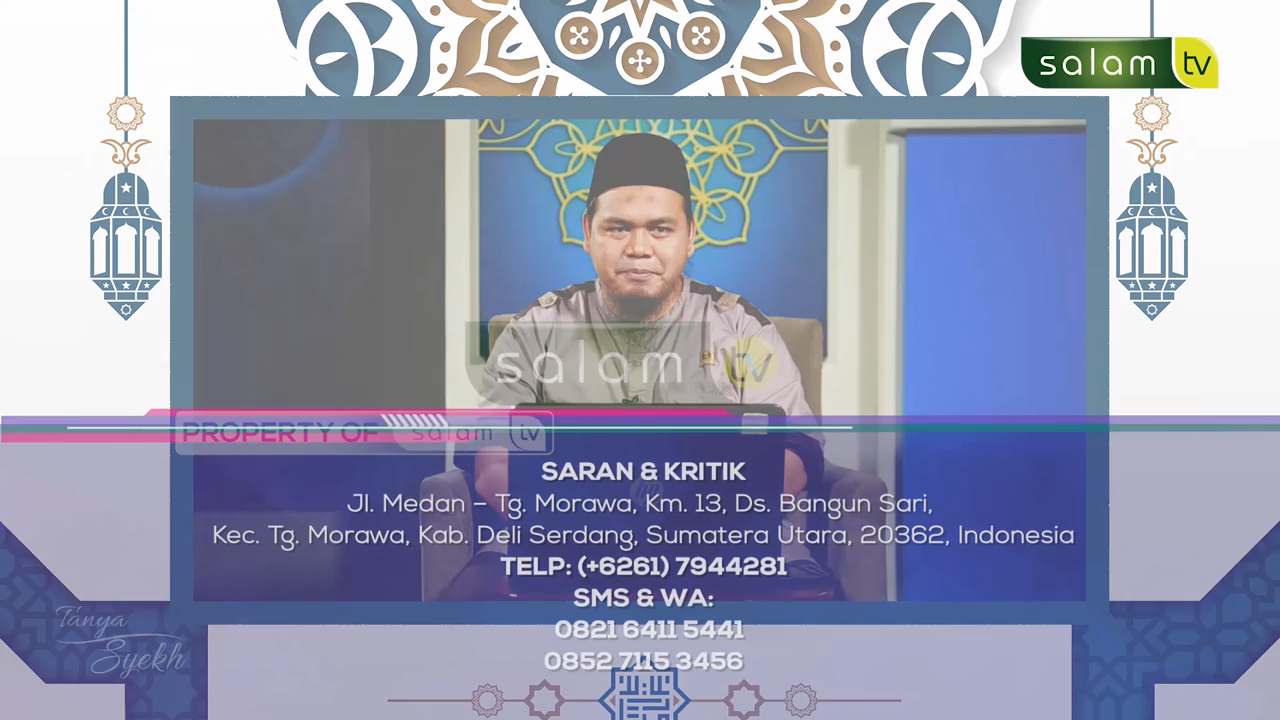 salam tv
salam tv
PROPERTY OF salam tv
SARAN & KRITIK
Jl. Medan – Tg. Morawa, Km. 13, Ds. Bangun Sari,
Kec. Tg. Morawa, Kab. Deli Serdang, Sumatera Utara, 20362, Indonesia
TELP: (+6261) 7944281
SMS & WA:
0821 6411 5441
Tanya
Syekh
0852 7115 3456